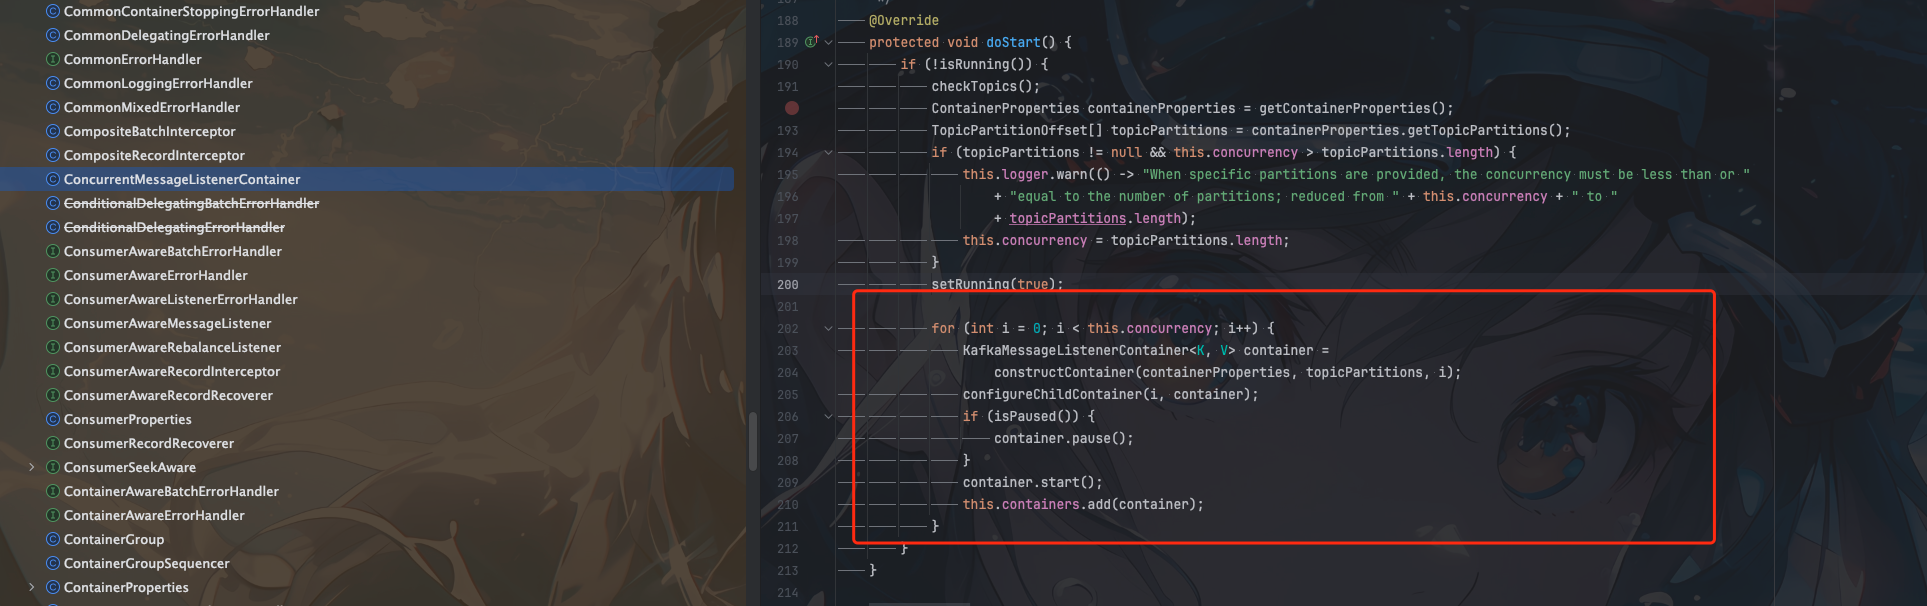 CommonContainerStoppingErrorHandler
CommonDelegatingErrorHandler
CommonErrorHandler
CommonLoggingErrorHandler
CommonMixedErrorHandler
CompositeBatchInterceptor
CompositeRecordInterceptor
ConcurrentMessageListenerContainer
ConditionalDelegatingBatchErrorHandler
ConditionalDelegatingErrorHandler
ConsumerAwareBatchErrorHandler
ConsumerAwareErrorHandler
ConsumerAwareListenerErrorHandler
ConsumerAwareMessageListener
ConsumerAwareRebalanceListener
ConsumerAwareRecordInterceptor
ConsumerAwareRecordRecoverer
ConsumerProperties
ConsumerRecordRecoverer
ConsumerSeekAware
ContainerAwareBatchErrorHandler
ContainerAwareErrorHandler
ContainerGroup
ContainerGroupSequencer
ContainerProperties
187 */
188 @Override
189 protected void doStart() {
190 if (!isRunning()) {
191 checkTopics();
ContainerProperties containerProperties = getContainerProperties();
193 TopicPartitionOffset[] topicPartitions = containerProperties.getTopicPartitions();
194 if (topicPartitions != null && this.concurrency > topicPartitions.length) {
195 this.logger.warn(() -> "When specific partitions are provided, the concurrency must be less than or "
196 + "equal to the number of partitions; reduced from " + this.concurrency + " to "
197 + topicPartitions.length);
198 this.concurrency = topicPartitions.length;
199 }
200 setRunning(true);
201
202 for (int i = 0; i < this.concurrency; i++) {
203 KafkaMessageListenerContainer<K, V> container =
204 constructContainer(containerProperties, topicPartitions, i);
205 configureChildContainer(i, container);
206 if (isPaused()) {
207 container.pause();
208 }
209 container.start();
210 this.containers.add(container);
211 }
212 }
213 }
214